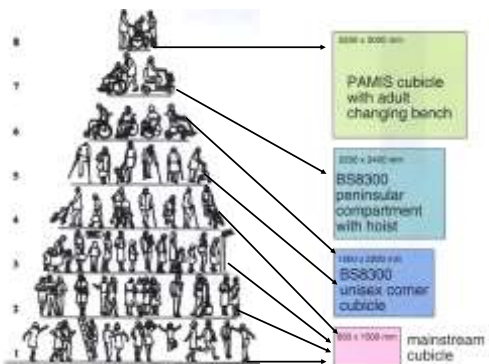 8
7
6
5
4
3
2
1
PAMIS cubicle
with adult
changing bench
BS8300
peninsular
compartment
with hoist
BS8300
unisex corner
cubicle
mainstream
cubicle